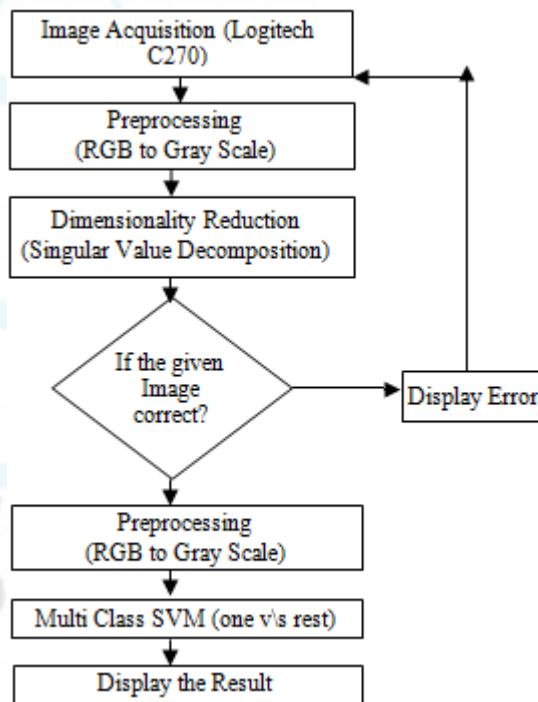 Image Acquisition (Logitech
C270)
Preprocessing
(RGB to Gray Scale)
Dimensionality Reduction
(Singular Value Decomposition)
If the given
Image
correct?
Display Error
Preprocessing
(RGB to Gray Scale)
Multi Class SVM (one v\s rest)
Display the Result